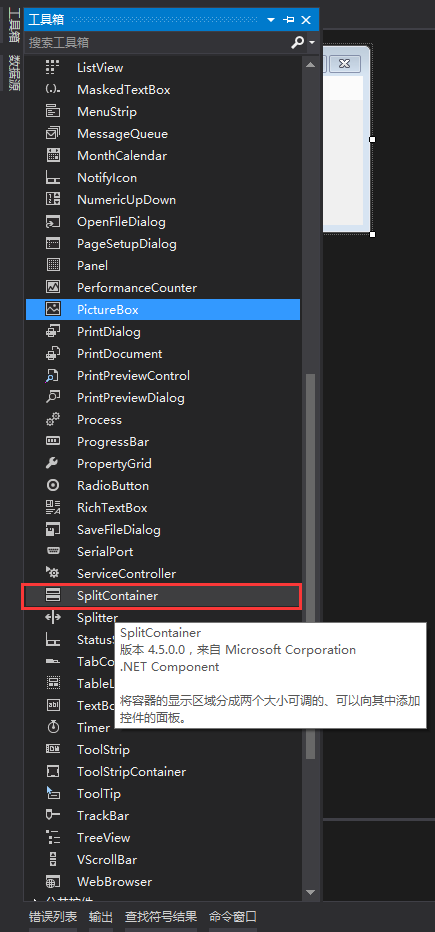 工具箱
数据源
工具箱
搜索工具箱
ListView
MaskedTextBox
MenuStrip
MessageQueue
MonthCalendar
NotifyIcon
NumericUpDown
OpenFileDialog
PageSetupDialog
Panel
PerformanceCounter
PictureBox
PrintDialog
PrintDocument
PrintPreviewControl
PrintPreviewDialog
Process
ProgressBar
PropertyGrid
RadioButton
RichTextBox
SaveFileDialog
SerialPort
ServiceController
SplitContainer
Splitter
SplitContainer
版本 4.5.0.0，来自 Microsoft Corporation
.NET Component
将容器的显示区域分成两个大小可调的、可以向其中添加
控件的面板。
Status
TabCo
TableL
TextBo
Timer
ToolStrip
ToolStripContainer
ToolTip
TrackBar
TreeView
VScrollBar
WebBrowser
错误列表 输出 查找符号结果 命令窗口